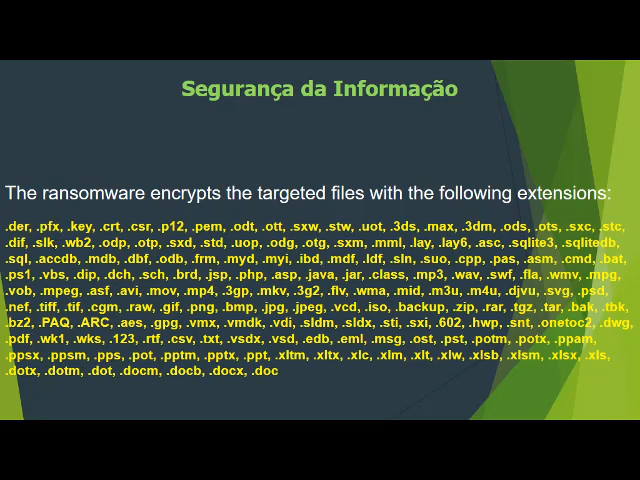 Segurança da Informação
The ransomware encrypts the targeted files with the following extensions:
.der, .pfx, .key, .crt, .csr, .p12, .pem, .odt, .ott, .sxw, .stw, .uot, .3ds, .max, .3dm, .ods, .ots, .sxc, .stc,
.dif, .slk, .wb2, .odp, .otp, .sxd, .std, .uop, .odg, .otg, .sxm, .mml, .lay, .lay6, .asc, .sqlite3, .sqlitedb,
.sql, .accdb, .mdb, .dbf, .odb, .frm, .myd, .myi, .ibd, .mdf, .ldf, .sln, .suo, .cpp, .pas, .asm, .cmd, .bat,
.ps1, .vbs, .dip, .dch, .sch, .brd, .jsp, .php, .asp, .java, .jar, .class, .mp3, .wav, .swf, .fla, .wmv, .mpg,
.vob, .mpeg, .asf, .avi, .mov, .mp4, .3gp, .mkv, .3g2, .flv, .wma, .mid, .m3u, .m4u, .djvu, .svg, .psd,
.nef, .tiff, .tif, .cgm, .raw, .gif, .png, .bmp, .jpg, .jpeg, .vcd, .iso, .backup, .zip, .rar, .tgz, .tar, .bak, .tbk,
.bz2, .PAQ, .ARC, .aes, .gpg, .vmx, .vmdk, .vdi, .sldm, .sldx, .sti, .sxi, .602, .hwp, .snt, .onetoc2, .dwg,
.pdf, .wk1, .wks, .123, .rtf, .csv, .txt, .vsdx, .vsd, .edb, .eml, .msg, .ost, .pst, .potm, .potx, .ppam,
.ppsx, .ppsm, .pps, .pot, .pptm, .pptx, .ppt, .xltm, .xltx, .xlc, .xlm, .xlt, .xlw, .xlsb, .xlsm, .xlsx, .xls,
.dotx, .dotm, .dot, .docm, .docb, .docx, .doc